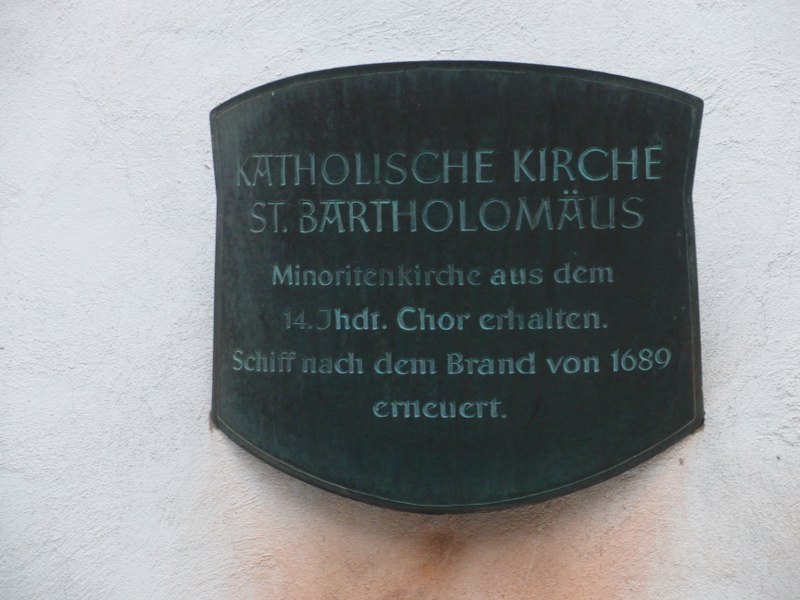 KATHOLISCHE KIRCHE
ST. BARTHOLOMÄUS
Minoritenkirche aus dem
14. Jhdt. Chor erhalten.
Schiff nach dem Brand von 1689
erneuert.